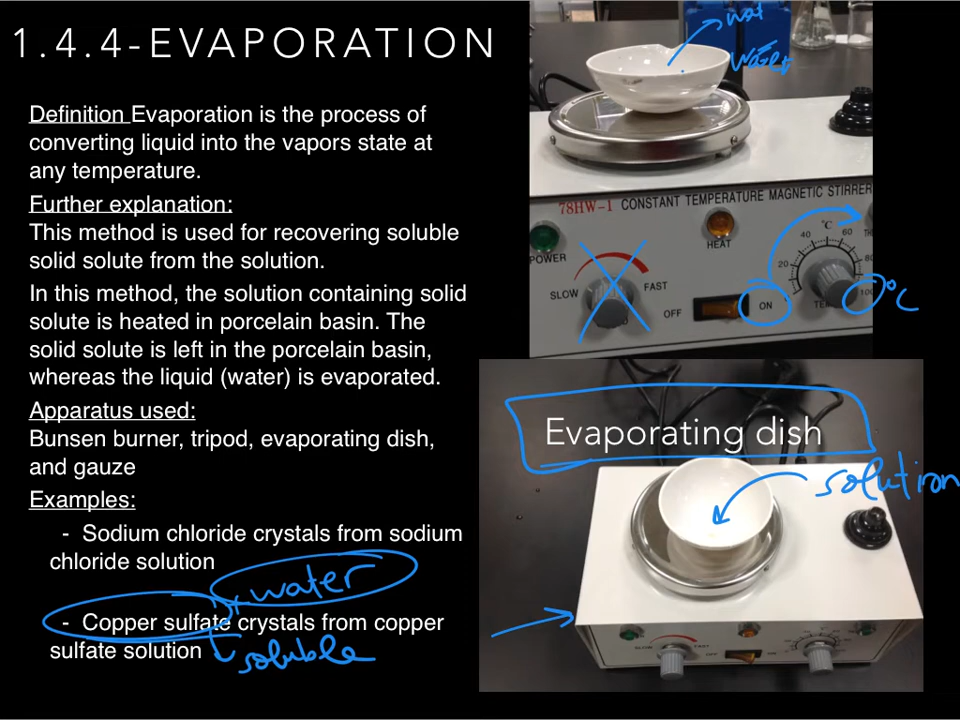 1.4.4-EVAPORATION
Definition Evaporation is the process of
converting liquid into the vapors state at
any temperature.
Further explanation:
This method is used for recovering soluble
solid solute from the solution.
In this method, the solution containing solid
solute is heated in porcelain basin. The
solid solute is left in the porcelain basin,
whereas the liquid (water) is evaporated.
Apparatus used:
Bunsen burner, tripod, evaporating dish,
and gauze
Examples:
- Sodium chloride crystals from sodium
chloride solution
+ water
- Copper sulfate crystals from copper
sulfate solution
soluble
water
78HW-1 CONSTANT TEMPERATURE MAGNETIC STIRRER
POWER
HEAT
SLOW
FAST
OFF
ON
°C
20
40
60
80
100
°C
Evaporating dish
solution
SLOW
FAST
OFF
ON